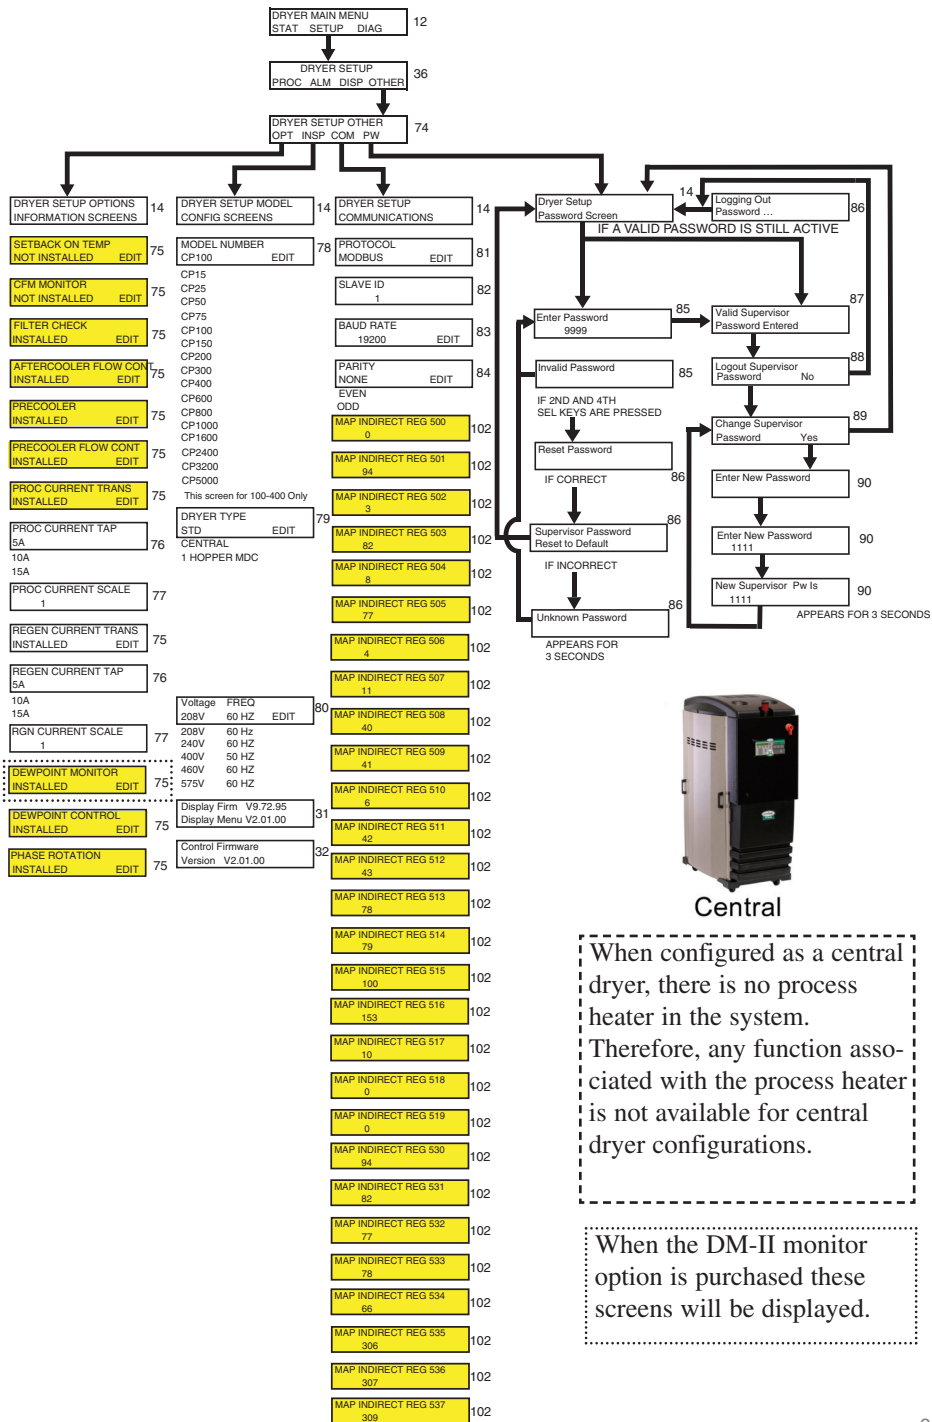 DRYER MAIN MENU
STAT SETUP DIAG
12
DRYER SETUP
PROC ALM DISP OTHER
36
DRYER SETUP OTHER
OPT INSP COM PW
74
DRYER SETUP OPTIONS
INFORMATION SCREENS
14
SETBACK ON TEMP
NOT INSTALLED EDIT
75
CFM MONITOR
NOT INSTALLED EDIT
75
FILTER CHECK
INSTALLED EDIT
75
AFTERCOOLER FLOW CONT
INSTALLED EDIT
75
PRECOOLER
INSTALLED EDIT
75
PRECOOLER FLOW CONT
INSTALLED EDIT
75
PROC CURRENT TRANS
INSTALLED EDIT
75
PROC CURRENT TAP
5A
76
10A
15A
PROC CURRENT SCALE
1
77
REGEN CURRENT TRANS
INSTALLED EDIT
75
REGEN CURRENT TAP
5A
76
10A
15A
RGN CURRENT SCALE
1
77
DEWPOINT MONITOR
INSTALLED EDIT
75
DEWPOINT CONTROL
INSTALLED EDIT
75
PHASE ROTATION
INSTALLED EDIT
75
DRYER SETUP MODEL
CONFIG SCREENS
14
MODEL NUMBER
CP100 EDIT
78
CP15
CP25
CP50
CP75
CP100
CP150
CP200
CP300
CP400
CP600
CP800
CP1000
CP1600
CP2400
CP3200
CP5000
This screen for 100-400 Only
DRYER TYPE
STD EDIT
79
CENTRAL
1 HOPPER MDC
Voltage FREQ
208V 60 HZ EDIT
80
208V 60 Hz
240V 60 HZ
400V 50 HZ
460V 60 HZ
575V 60 HZ
Display Firm V9.72.95
Display Menu V2.01.00
31
Control Firmware
Version V2.01.00
32
DRYER SETUP
COMMUNICATIONS
14
PROTOCOL
MODBUS EDIT
81
SLAVE ID
1
82
BAUD RATE
19200 EDIT
83
PARITY
NONE EDIT
84
EVEN
ODD
MAP INDIRECT REG 500
0
102
MAP INDIRECT REG 501
94
102
MAP INDIRECT REG 502
3
102
MAP INDIRECT REG 503
82
102
MAP INDIRECT REG 504
8
102
MAP INDIRECT REG 505
77
102
MAP INDIRECT REG 506
4
102
MAP INDIRECT REG 507
11
102
MAP INDIRECT REG 508
40
102
MAP INDIRECT REG 509
41
102
MAP INDIRECT REG 510
6
102
MAP INDIRECT REG 511
42
102
MAP INDIRECT REG 512
43
102
MAP INDIRECT REG 513
78
102
MAP INDIRECT REG 514
79
102
MAP INDIRECT REG 515
100
102
MAP INDIRECT REG 516
153
102
MAP INDIRECT REG 517
10
102
MAP INDIRECT REG 518
0
102
MAP INDIRECT REG 519
0
102
MAP INDIRECT REG 530
94
102
MAP INDIRECT REG 531
82
102
MAP INDIRECT REG 532
77
102
MAP INDIRECT REG 533
78
102
MAP INDIRECT REG 534
66
102
MAP INDIRECT REG 535
306
102
MAP INDIRECT REG 536
307
102
MAP INDIRECT REG 537
309
102
Dryer Setup
Password Screen
14
Logging Out
Password ...
86
IF A VALID PASSWORD IS STILL ACTIVE
Enter Password
9999
85
Invalid Password
85
IF 2ND AND 4TH
SEL KEYS ARE PRESSED
Reset Password
86
IF CORRECT
Supervisor Password
Reset to Default
86
IF INCORRECT
Unknown Password
86
APPEARS FOR
3 SECONDS
Valid Supervisor
Password Entered
87
Logout Supervisor
Password No
88
Change Supervisor
Password Yes
89
Enter New Password
90
Enter New Password
1111
90
New Supervisor Pw Is
1111
90
APPEARS FOR 3 SECONDS
Central
When configured as a central
dryer, there is no process
heater in the system.
Therefore, any function asso-
ciated with the process heater
is not available for central
dryer configurations.
When the DM-II monitor
option is purchased these
screens will be displayed.